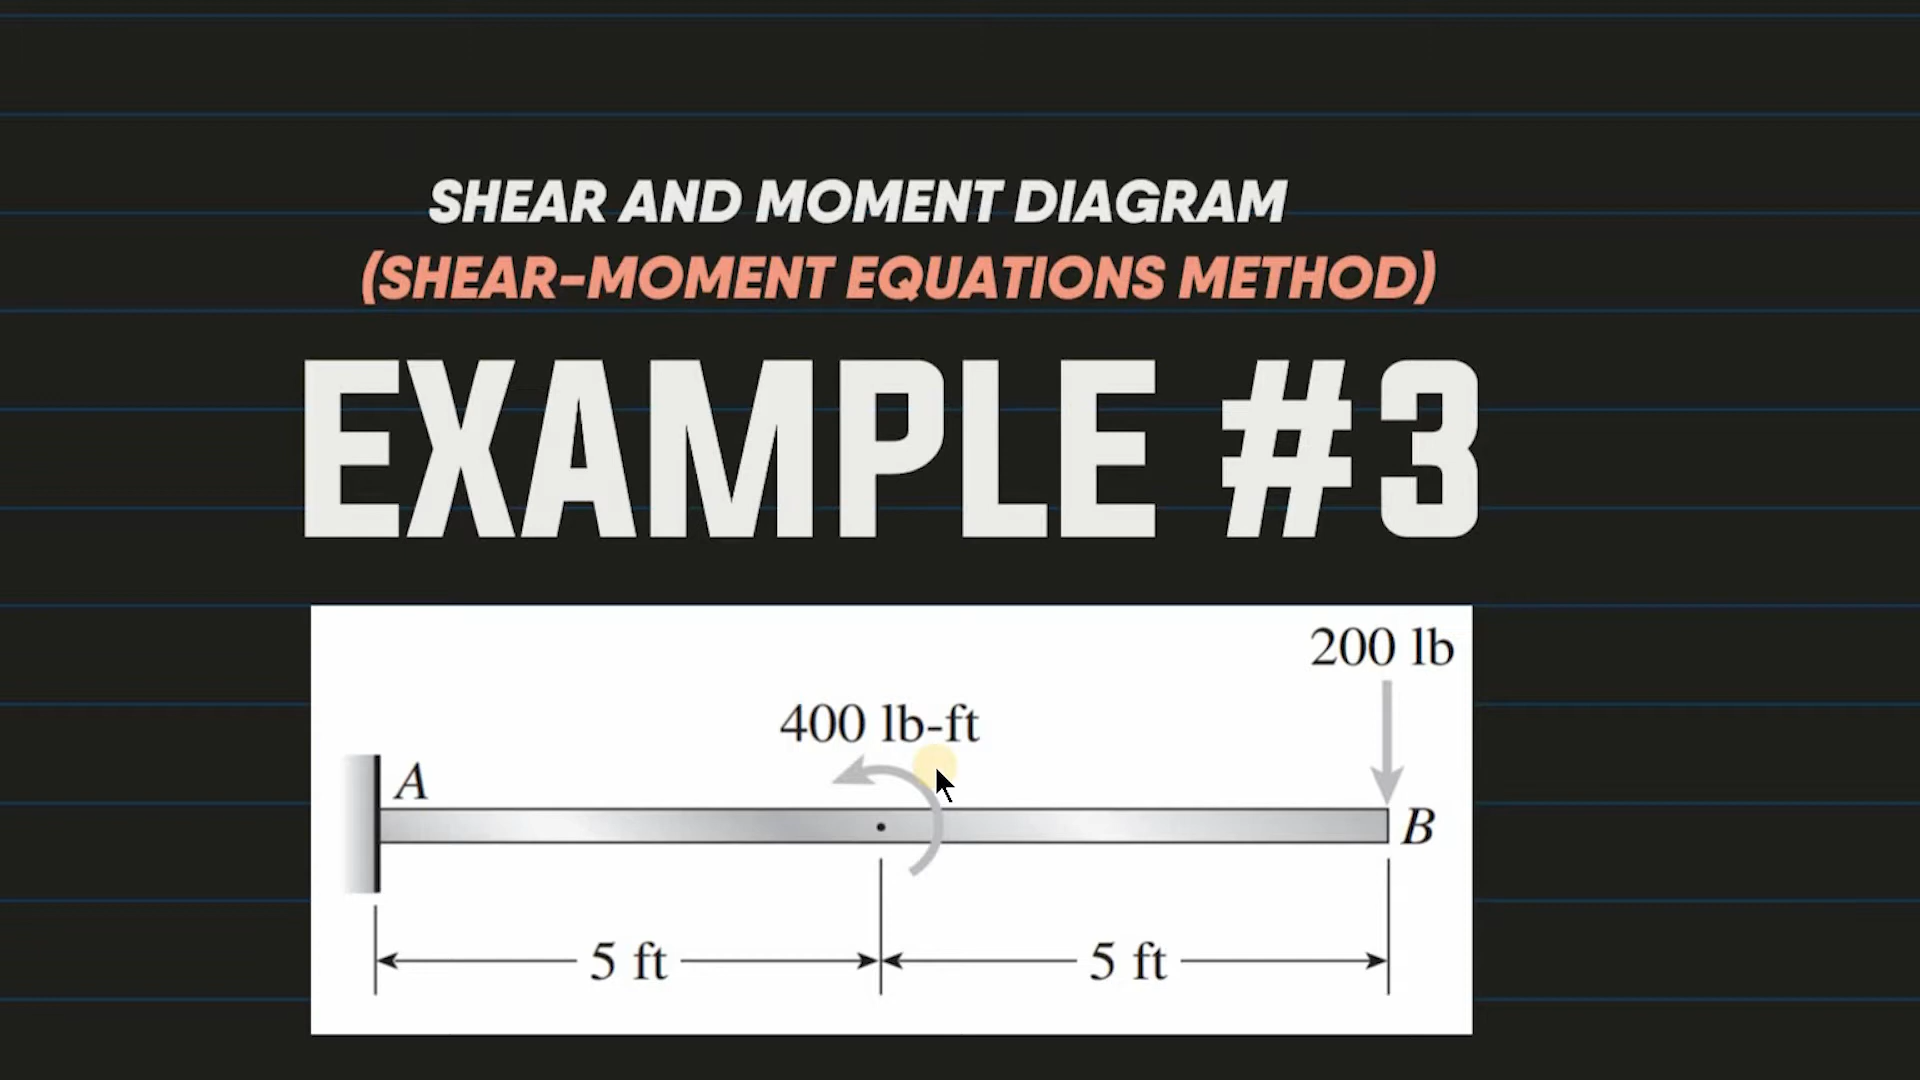 SHEAR AND MOMENT DIAGRAM
(SHEAR-MOMENT EQUATIONS METHOD)
EXAMPLE #3
200 lb
400 lb-ft
A
B
5 ft
5 ft